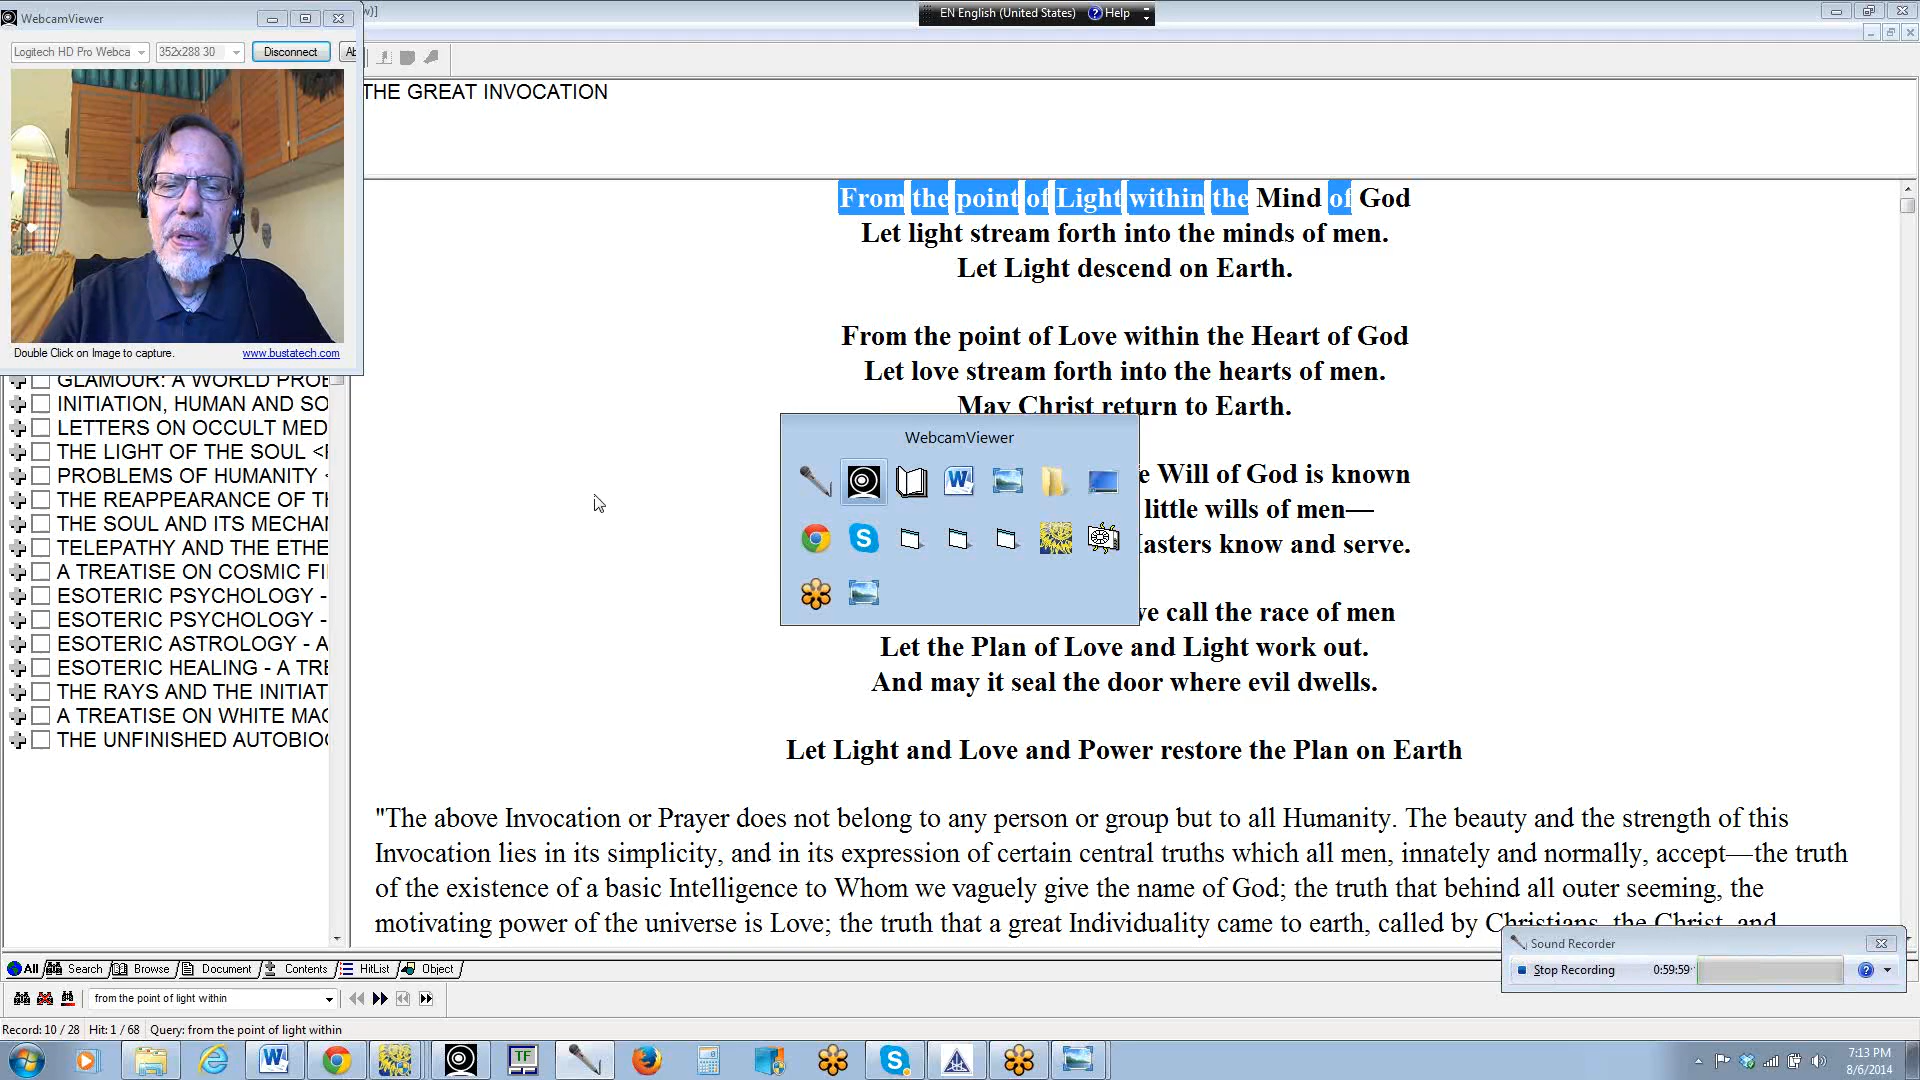 WebcamViewer
w)]
EN English (United States) Help
Logitech HD Pro Webca 352x288 30 Disconnect Ab
THE GREAT INVOCATION
From the point of Light within the Mind of God
Let light stream forth into the minds of men.
Let Light descend on Earth.
From the point of Love within the Heart of God
Let love stream forth into the hearts of men.
May Christ return to Earth.
Will of God is known
little wills of men—
asters know and serve.
call the race of men
Let the Plan of Love and Light work out.
And may it seal the door where evil dwells.
Let Light and Love and Power restore the Plan on Earth
"The above Invocation or Prayer does not belong to any person or group but to all Humanity. The beauty and the strength of this
Invocation lies in its simplicity, and in its expression of certain central truths which all men, innately and normally, accept—the truth
of the existence of a basic Intelligence to Whom we vaguely give the name of God; the truth that behind all outer seeming, the
motivating power of the universe is Love; the truth that a great Individuality came to earth, called by Christians, the Christ, and
Double Click on Image to capture. www.bustatech.com
GLAMOUR: A WORLD PROB
INITIATION, HUMAN AND SO
LETTERS ON OCCULT MED
THE LIGHT OF THE SOUL <
PROBLEMS OF HUMANITY <
THE REAPPEARANCE OF TH
THE SOUL AND ITS MECHAN
TELEPATHY AND THE ETHE
A TREATISE ON COSMIC FI
ESOTERIC PSYCHOLOGY -
ESOTERIC PSYCHOLOGY -
ESOTERIC ASTROLOGY - A
ESOTERIC HEALING - A TRE
THE RAYS AND THE INITIAT
A TREATISE ON WHITE MAG
THE UNFINISHED AUTOBIOG
WebcamViewer
Sound Recorder
Stop Recording 0:59:59
All Search Browse Document Contents HitList Object
from the point of light within
Record: 10 / 28 Hit: 1 / 68 Query: from the point of light within
TF
7:13 PM
8/6/2014